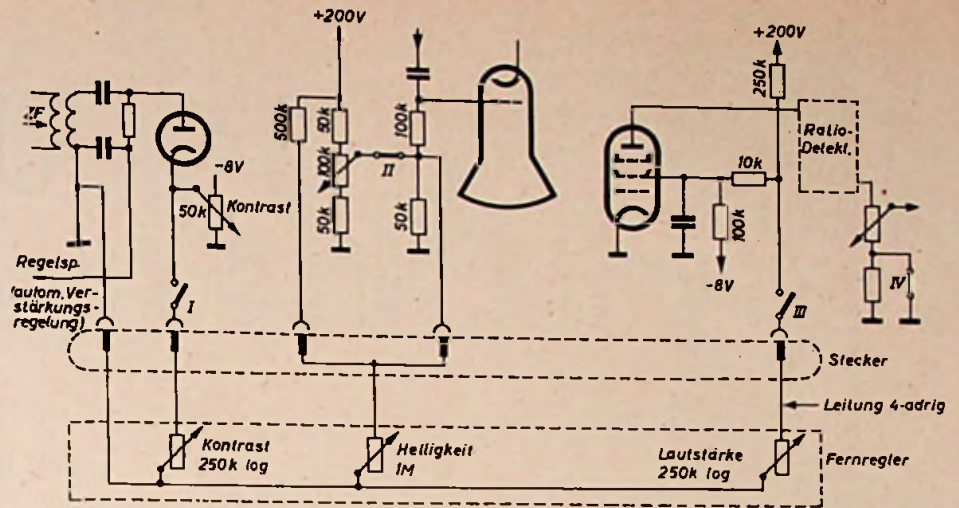 +200V
+200V
500k
50k
100k
50k
II
100k
50k
250k
10k
100k
-8V
Ratio-
Detekt.
IV
III
-8V
50k
Kontrast
I
Regelsp.
(autom. Ver-
stärkungs-
regelung)
Stecker
Leitung 4-adrig
Kontrast
250k log
Helligkeit
1M
Lautstärke
250k log
Fernregler